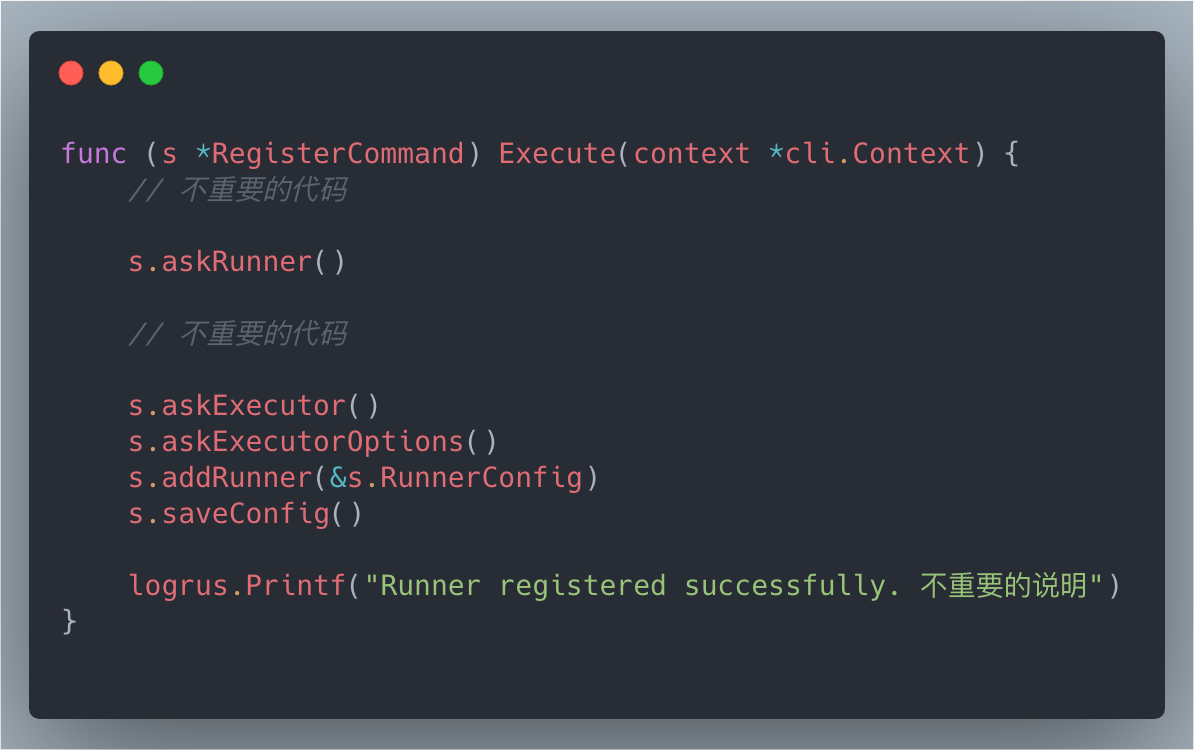 func (s *RegisterCommand) Execute(context *cli.Context) {
    // 不重要的代码
    s.askRunner()
    // 不重要的代码
    s.askExecutor()
    s.askExecutorOptions()
    s.addRunner(&s.RunnerConfig)
    s.saveConfig()
    logrus.Printf("Runner registered successfully. 不重要的说明")
}